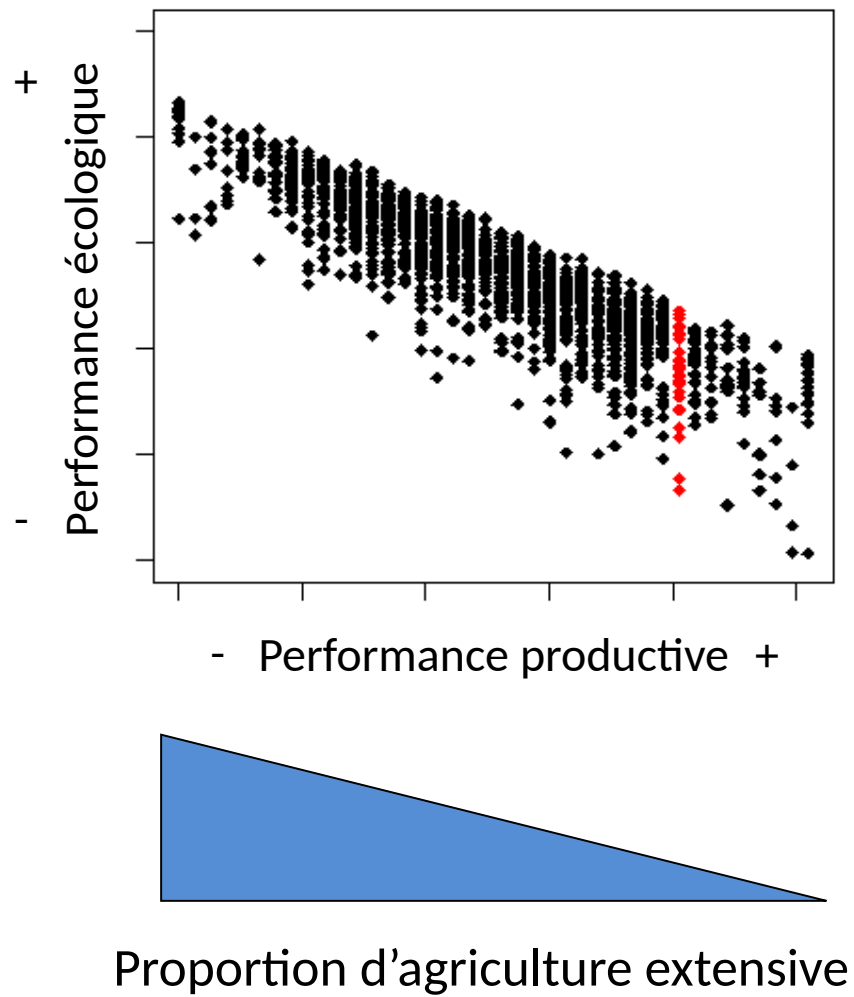 +
Performance écologique
-
- Performance productive +
Proportion d’agriculture extensive